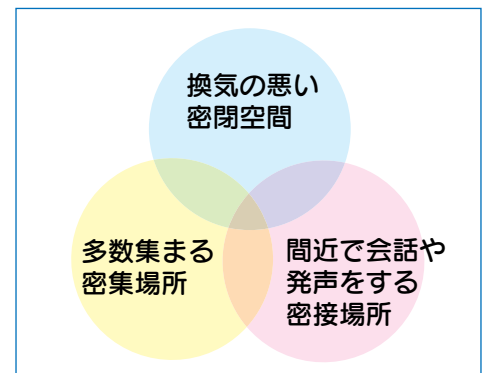 換気の悪い
密閉空間
多数集まる
密集場所
間近で会話や
発声をする
密接場所